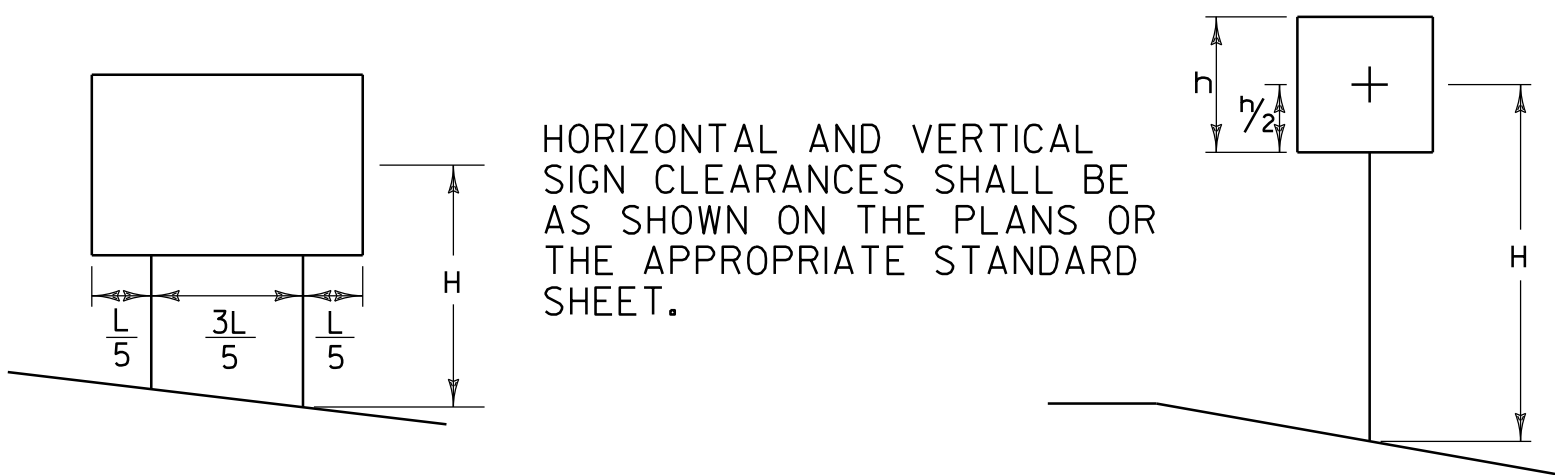 h
h/2
HORIZONTAL AND VERTICAL
SIGN CLEARANCES SHALL BE
AS SHOWN ON THE PLANS OR
THE APPROPRIATE STANDARD
SHEET.
H
H
L/5
3L/5
L/5